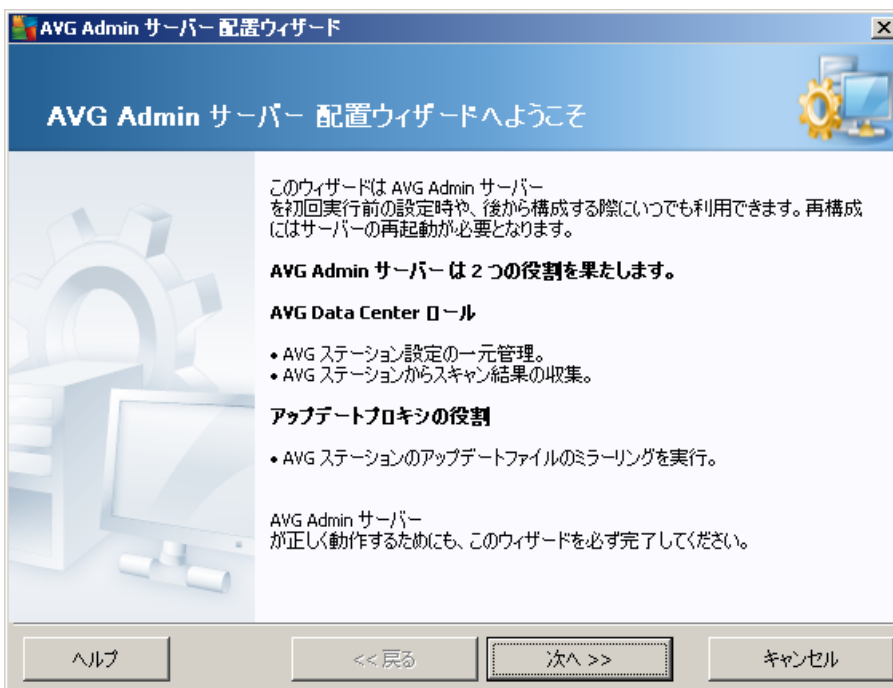 AVG Admin サーバー 配置ウィザード
AVG Admin サーバー 配置ウィザードへようこそ
このウィザードは AVG Admin サーバー
を初回実行前の設定時や、後から構成する際にいつでも利用できます。再構成
にはサーバーの再起動が必要となります。
AVG Admin サーバー は 2 つの役割を果たします。
AVG Data Center ロール
• AVG ステーション設定の一元管理。
• AVG ステーションからスキャン結果の収集。
アップデートプロキシの役割
• AVG ステーションのアップデートファイルのミラーリングを実行。
AVG Admin サーバー
が正しく動作するためにも、このウィザードを必ず完了してください。
ヘルプ
<< 戻る
次へ >>
キャンセル